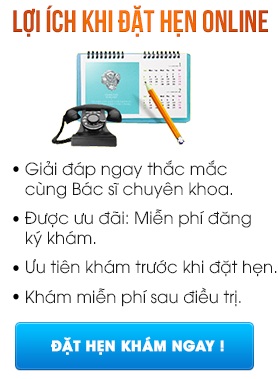 LỢI ÍCH KHI ĐẶT HẸN ONLINE
• Giải đáp ngay thắc mắc
cùng Bác sĩ chuyên khoa.
• Được ưu đãi: Miễn phí đăng
ký khám.
• Ưu tiên khám trước khi đặt hẹn.
• Khám miễn phí sau điều trị.
ĐẶT HẸN KHÁM NGAY !